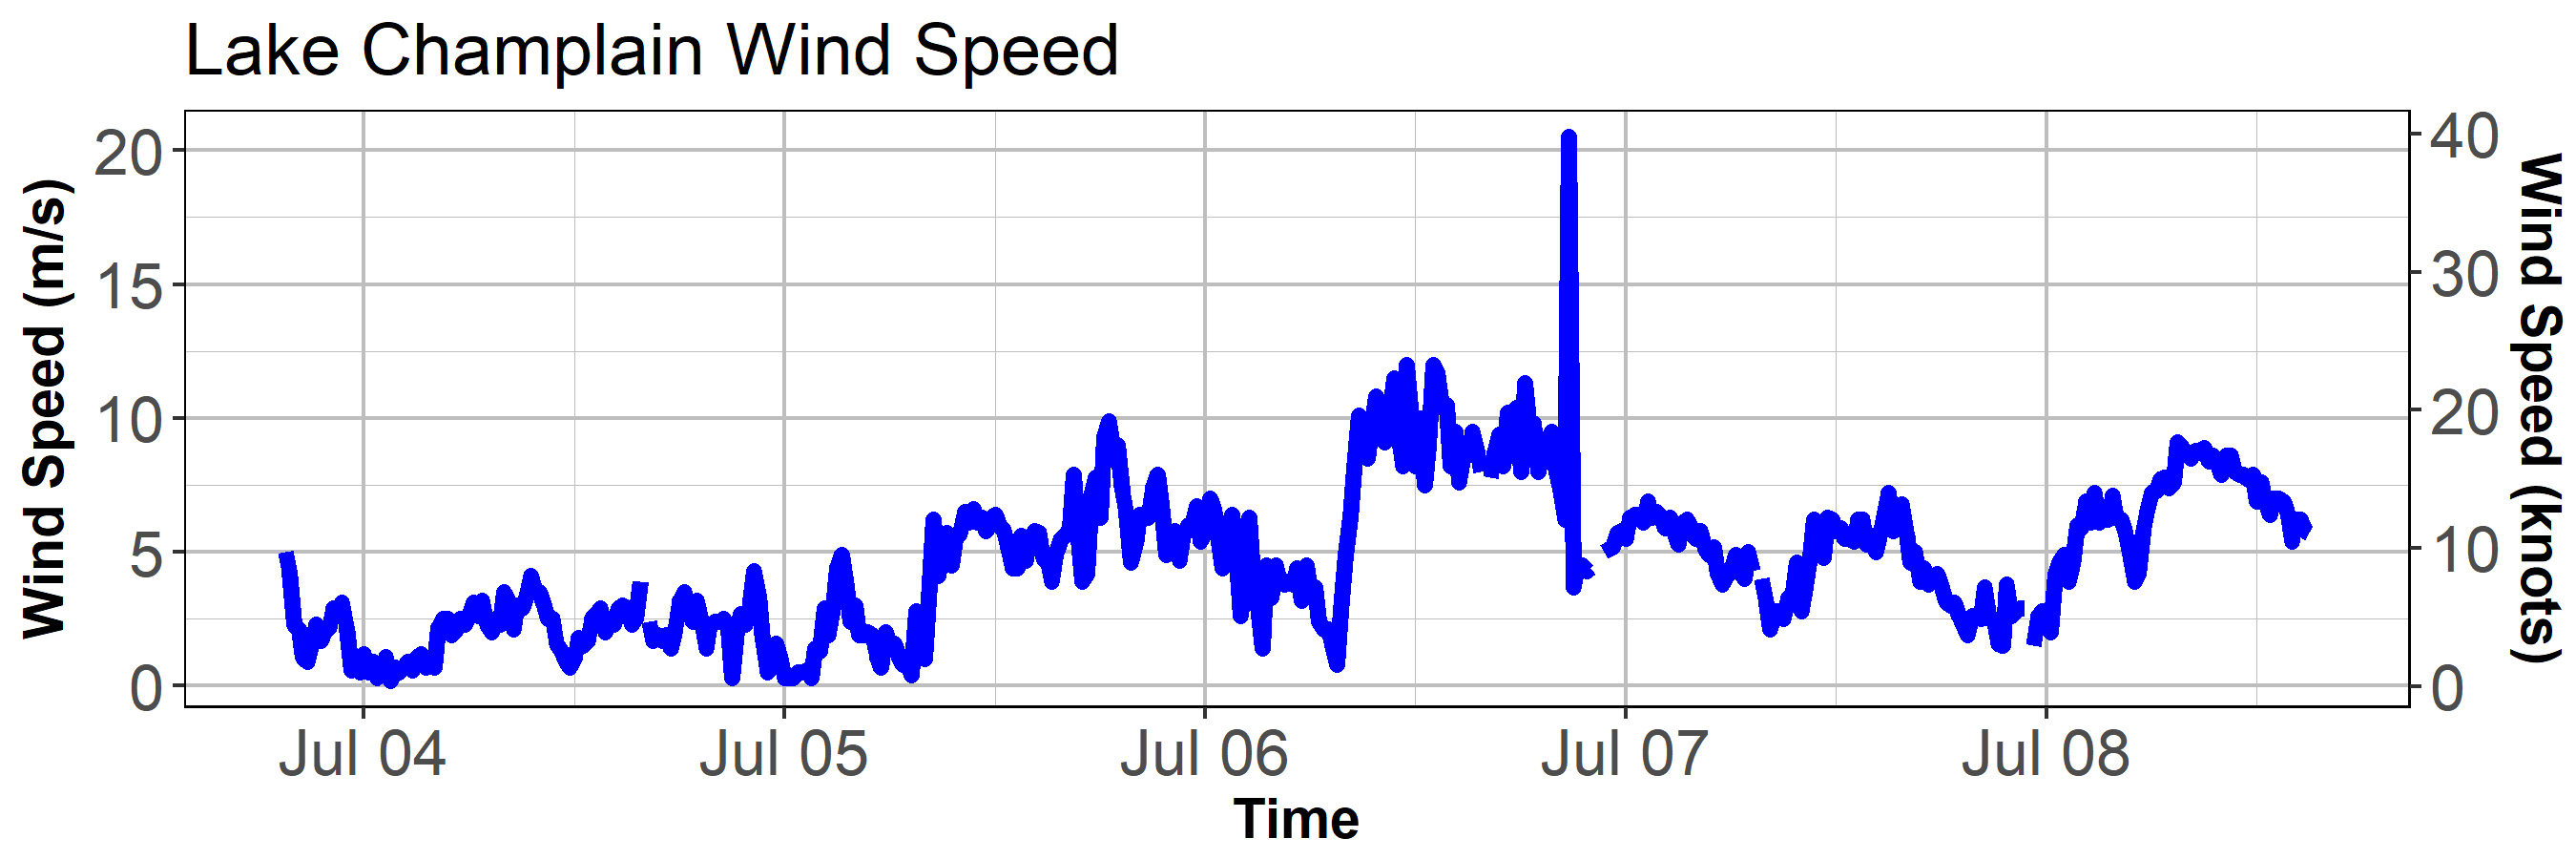 Lake Champlain Wind Speed
Wind Speed (m/s)
20
15
10
5
0
40
30
20
10
0
Wind Speed (knots)
Jul 04
Jul 05
Jul 06
Jul 07
Jul 08
Time